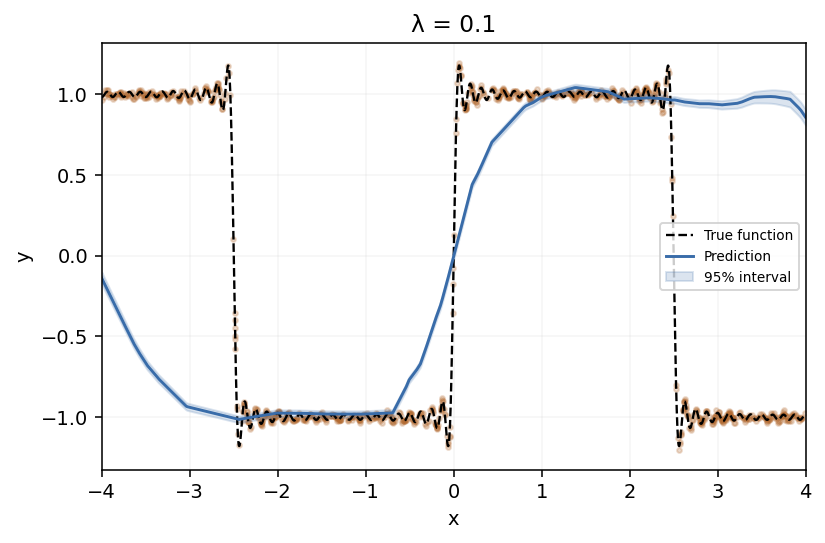 λ = 0.1
y
1.0
0.5
0.0
−0.5
−1.0
True function
Prediction
95% interval
−4 −3 −2 −1 0 1 2 3 4
x